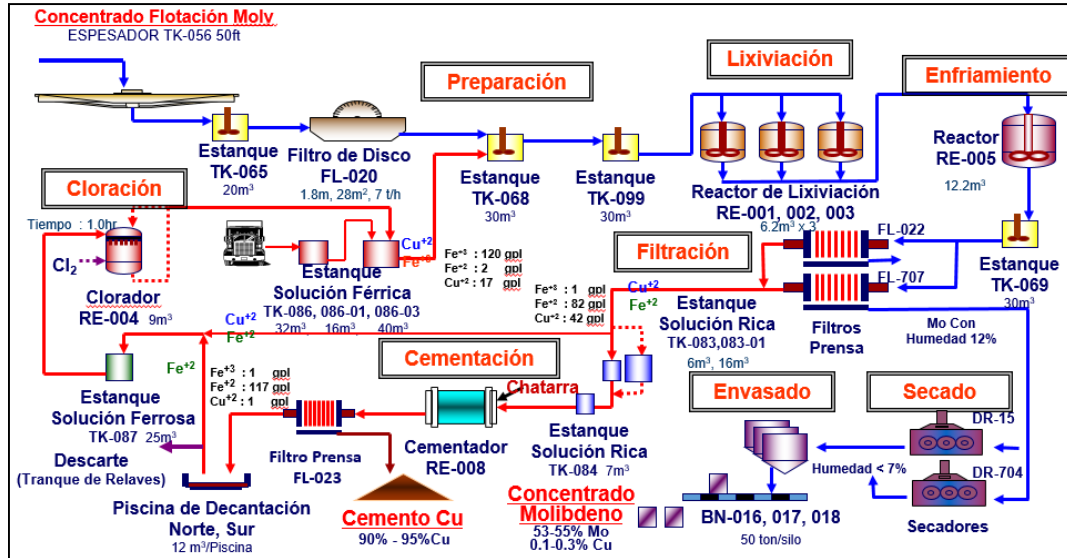 Concentrado Flotación Molv
ESPESADOR TK-056 50ft
Estanque
TK-065
20m³
Filtro de Disco
FL-020
1.8m, 28m², 7 t/h
Preparación
Estanque
TK-068
30m³
Estanque
TK-099
30m³
Lixiviación
Reactor de Lixiviación
RE-001, 002, 003
6.2m³ x 3
Enfriamiento
Reactor
RE-005
12.2m³
Estanque
TK-069
30m³
Cloración
Tiempo : 1.0hr
Cl₂
Clorador
RE-004 9m³
Estanque
Solución Férrica
TK-086, 086-01, 086-03
32m³ 16m³ 40m³
Cu⁺²
Fe⁺³ : 120 gpl
Fe⁺² : 2 gpl
Cu⁺² : 17 gpl
Filtración
FL-022
FL-707
Filtros
Prensa
Mo Con
Humedad 12%
Fe⁺³ : 1 gpl
Fe⁺² : 82 gpl
Cu⁺² : 42 gpl
Cu⁺²
Fe⁺²
Estanque
Solución Rica
TK-083,083-01
6m³, 16m³
Cu⁺²
Fe⁺²
Fe⁺²
Estanque
Solución Ferrosa
TK-087 25m³
Descarte
(Tranque de Relaves)
Piscina de Decantación
Norte, Sur
12 m³/Piscina
Fe⁺³ : 1 gpl
Fe⁺² : 117 gpl
Cu⁺² : 1 gpl
Cementación
Chatarra
Cementador
RE-008
Filtro Prensa
FL-023
Cemento Cu
90% - 95%Cu
Estanque
Solución Rica
TK-084 7m³
Concentrado
Molibdeno
53-55% Mo
0.1-0.3% Cu
Envasado
BN-016, 017, 018
50 ton/silo
Secado
DR-15
DR-704
Humedad < 7%
Secadores